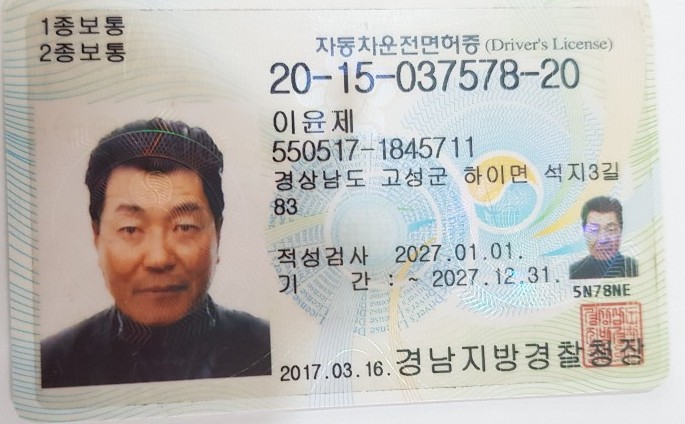 1종보통
2종보통
자동차운전면허증 (Driver's License)
20-15-037578-20
이윤제
550517-1845711
경상남도 고성군 하이면 석지3길
83
적성검사 2027.01.01.
기 간 : ~ 2027.12.31.
5N78NE
2017.03.16. 경남지방경찰청장